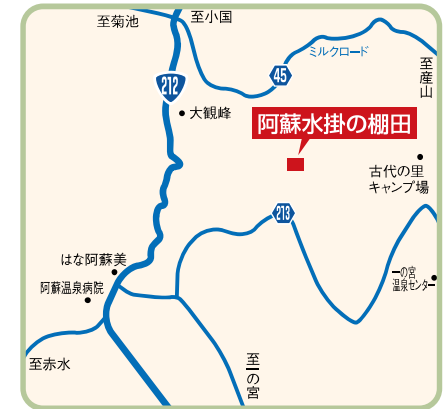 至菊池
至小国
ミルクロード
45
至産山
212
大観峰
阿蘇水掛の棚田
古代の里
キャンプ場
213
はな阿蘇美
阿蘇温泉病院
一の宮
温泉センター
至赤水
至一の宮